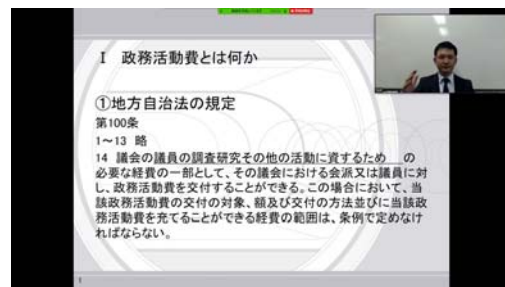 Ⅰ 政務活動費とは何か
①地方自治法の規定
第100条
1～13 略
14 議会の議員の調査研究その他の活動に資するため の
必要な経費の一部として、その議会における会派又は議員に対
し、政務活動費を交付することができる。この場合において、当
該政務活動費の交付の対象、額及び交付の方法並びに当該政
務活動費を充てることができる経費の範囲は、条例で定めなけ
ればならない。
1